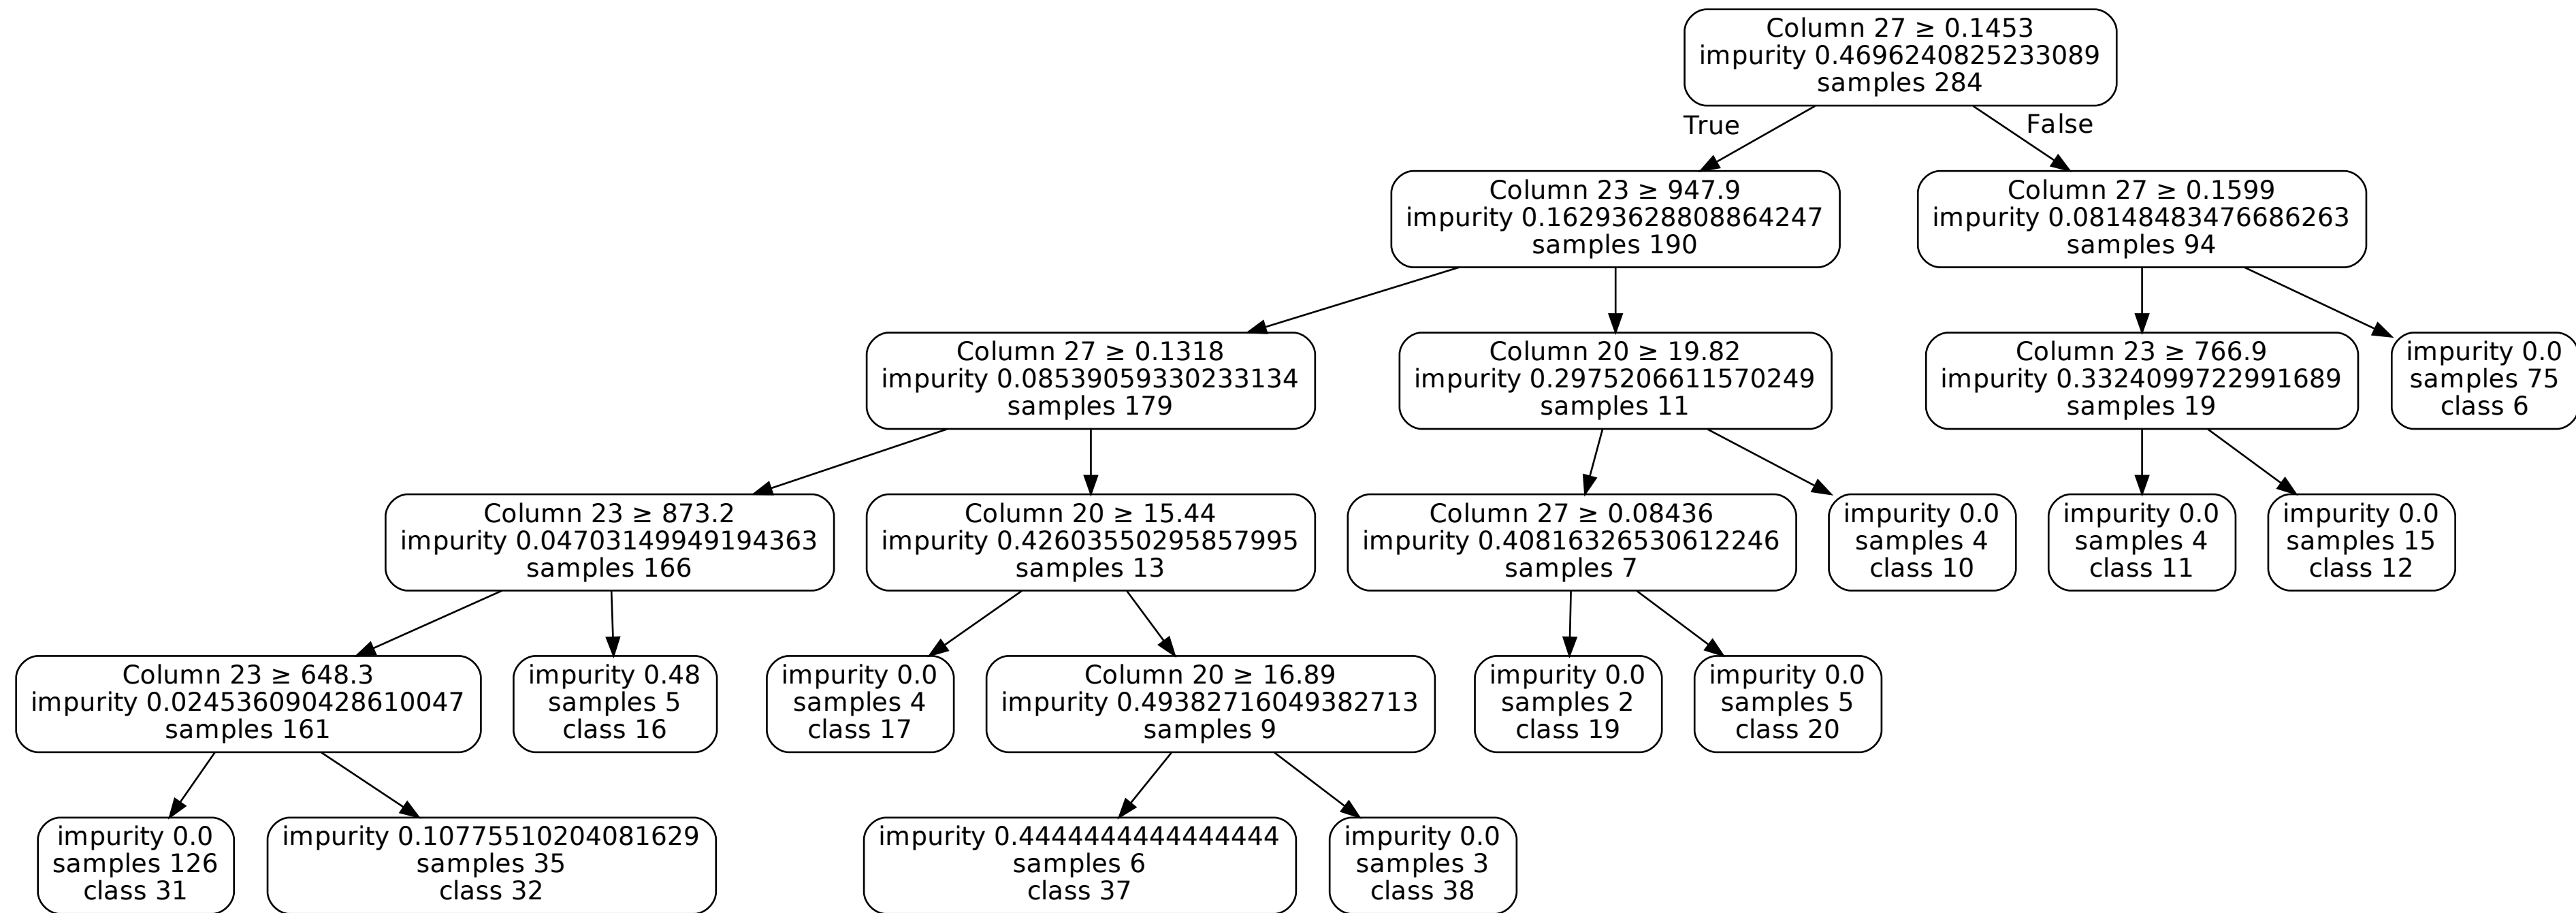 Column 27 ≥ 0.1453
impurity 0.4696240825233089
samples 284
True
False
Column 23 ≥ 947.9
impurity 0.16293628808864247
samples 190
Column 27 ≥ 0.1599
impurity 0.08148483476686263
samples 94
Column 27 ≥ 0.1318
impurity 0.08539059330233134
samples 179
Column 20 ≥ 19.82
impurity 0.2975206611570249
samples 11
Column 23 ≥ 766.9
impurity 0.3324099722991689
samples 19
impurity 0.0
samples 75
class 6
Column 23 ≥ 873.2
impurity 0.04703149949194363
samples 166
Column 20 ≥ 15.44
impurity 0.42603550295857995
samples 13
Column 27 ≥ 0.08436
impurity 0.40816326530612246
samples 7
impurity 0.0
samples 4
class 10
impurity 0.0
samples 4
class 11
impurity 0.0
samples 15
class 12
Column 23 ≥ 648.3
impurity 0.024536090428610047
samples 161
impurity 0.48
samples 5
class 16
impurity 0.0
samples 4
class 17
Column 20 ≥ 16.89
impurity 0.49382716049382713
samples 9
impurity 0.0
samples 2
class 19
impurity 0.0
samples 5
class 20
impurity 0.0
samples 126
class 31
impurity 0.10775510204081629
samples 35
class 32
impurity 0.4444444444444444
samples 6
class 37
impurity 0.0
samples 3
class 38